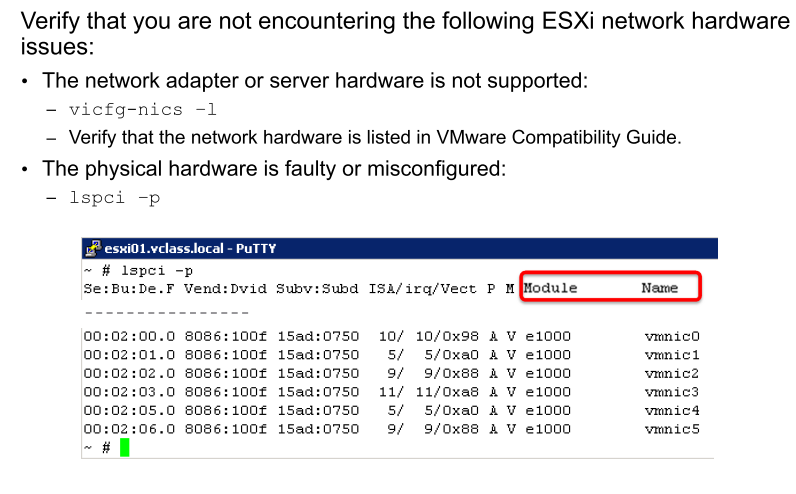 Verify that you are not encountering the following ESXi network hardware
issues:
• The network adapter or server hardware is not supported:
– vicfg-nics –l
– Verify that the network hardware is listed in VMware Compatibility Guide.
• The physical hardware is faulty or misconfigured:
– lspci –p
esxi01.vclass.local - PuTTY
~ # lspci -p
Se:Bu:De.F Vend:Dvid Subv:Subd ISA/irq/Vect P M Module Name
----------------
00:02:00.0 8086:100f 15ad:0750 10/ 10/0x98 A V e1000 vmnic0
00:02:01.0 8086:100f 15ad:0750 5/ 5/0xa0 A V e1000 vmnic1
00:02:02.0 8086:100f 15ad:0750 9/ 9/0x88 A V e1000 vmnic2
00:02:03.0 8086:100f 15ad:0750 11/ 11/0xa8 A V e1000 vmnic3
00:02:05.0 8086:100f 15ad:0750 5/ 5/0xa0 A V e1000 vmnic4
00:02:06.0 8086:100f 15ad:0750 9/ 9/0x88 A V e1000 vmnic5
~ #